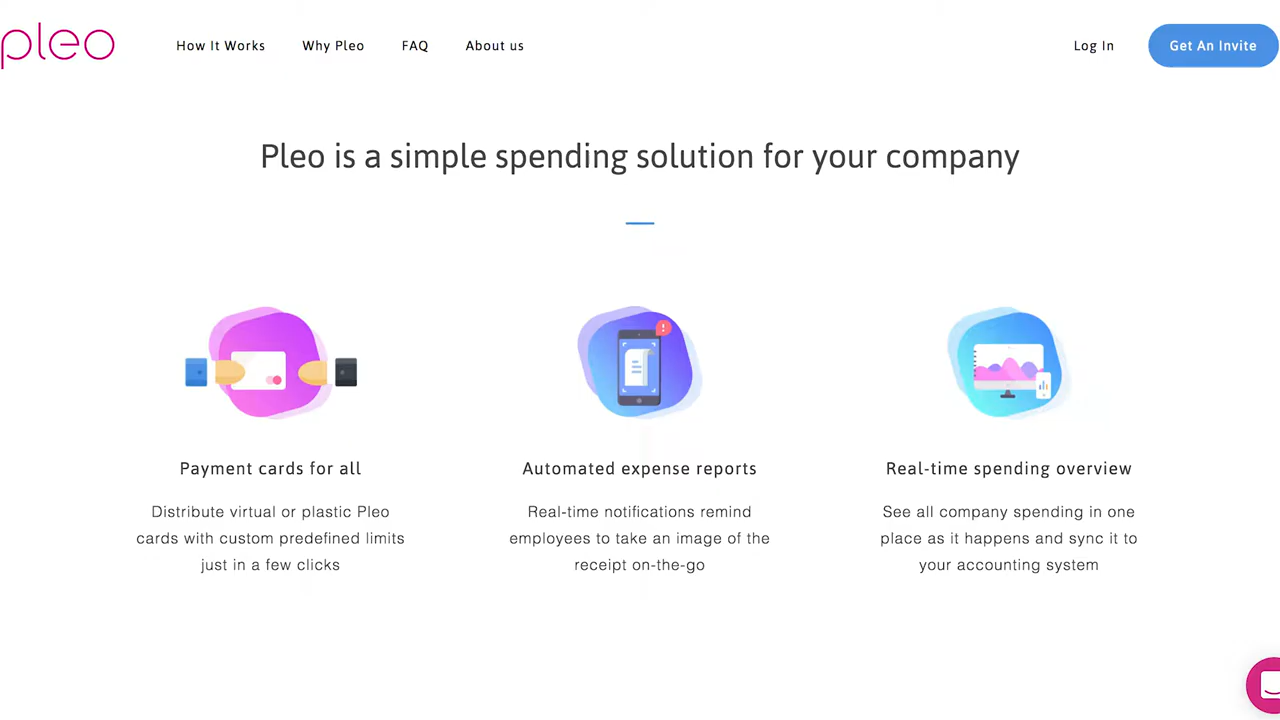 pleo
How It Works
Why Pleo
FAQ
About us
Log In
Get An Invite
Pleo is a simple spending solution for your company
Payment cards for all
Distribute virtual or plastic Pleo
cards with custom predefined limits
just in a few clicks
Automated expense reports
Real-time notifications remind
employees to take an image of the
receipt on-the-go
Real-time spending overview
See all company spending in one
place as it happens and sync it to
your accounting system